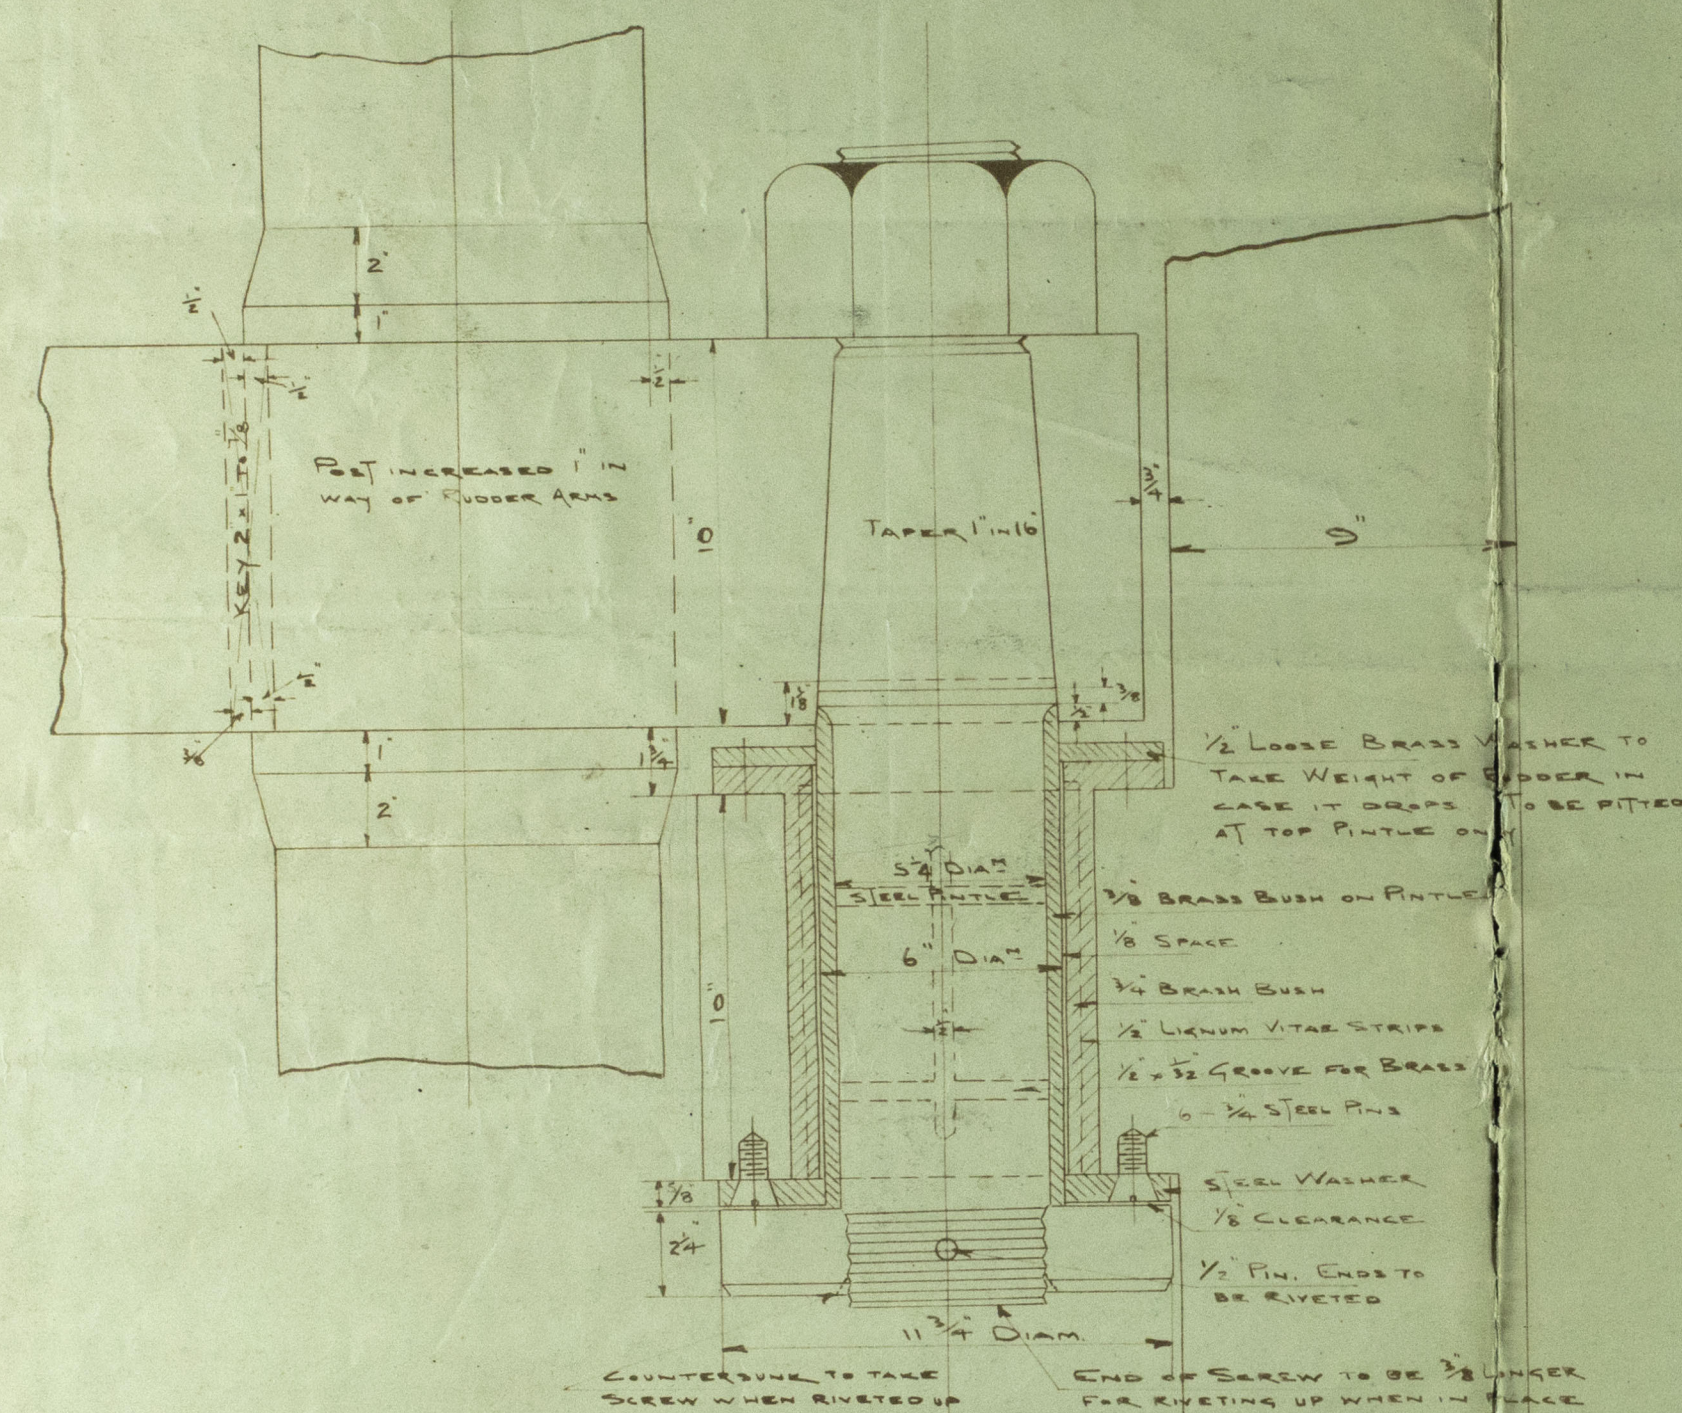 2"
1"
½"
½"
½
POST INCREASED 1" IN
WAY OF RUDDER ARMS
KEY 2" x 1" TO ⅞
10"
TAPER 1" IN 16"
¾"
9"
½"
⅜"
1⅛"
½"
⅜
1"
2"
1¾"
½" LOOSE BRASS WASHER TO
TAKE WEIGHT OF RUDDER IN
CASE IT DROPS. TO BE FITTED
AT TOP PINTLE ONLY
5¼" DIAM
STEEL PINTLE
⅜" BRASS BUSH ON PINTLE
⅛" SPACE
6" DIAM
¾" BRASH BUSH
10"
½"
½" LIGNUM VITAE STRIPS
½" x 1/32" GROOVE FOR BRASS
6 - ¾" STEEL PINS
STEEL WASHER
⅝"
⅛" CLEARANCE
2¼"
½" PIN. ENDS TO
BE RIVETED
11¾" DIAM.
COUNTERSUNK TO TAKE
SCREW WHEN RIVETED UP
END OF SCREW TO BE ⅜" LONGER
FOR RIVETING UP WHEN IN PLACE